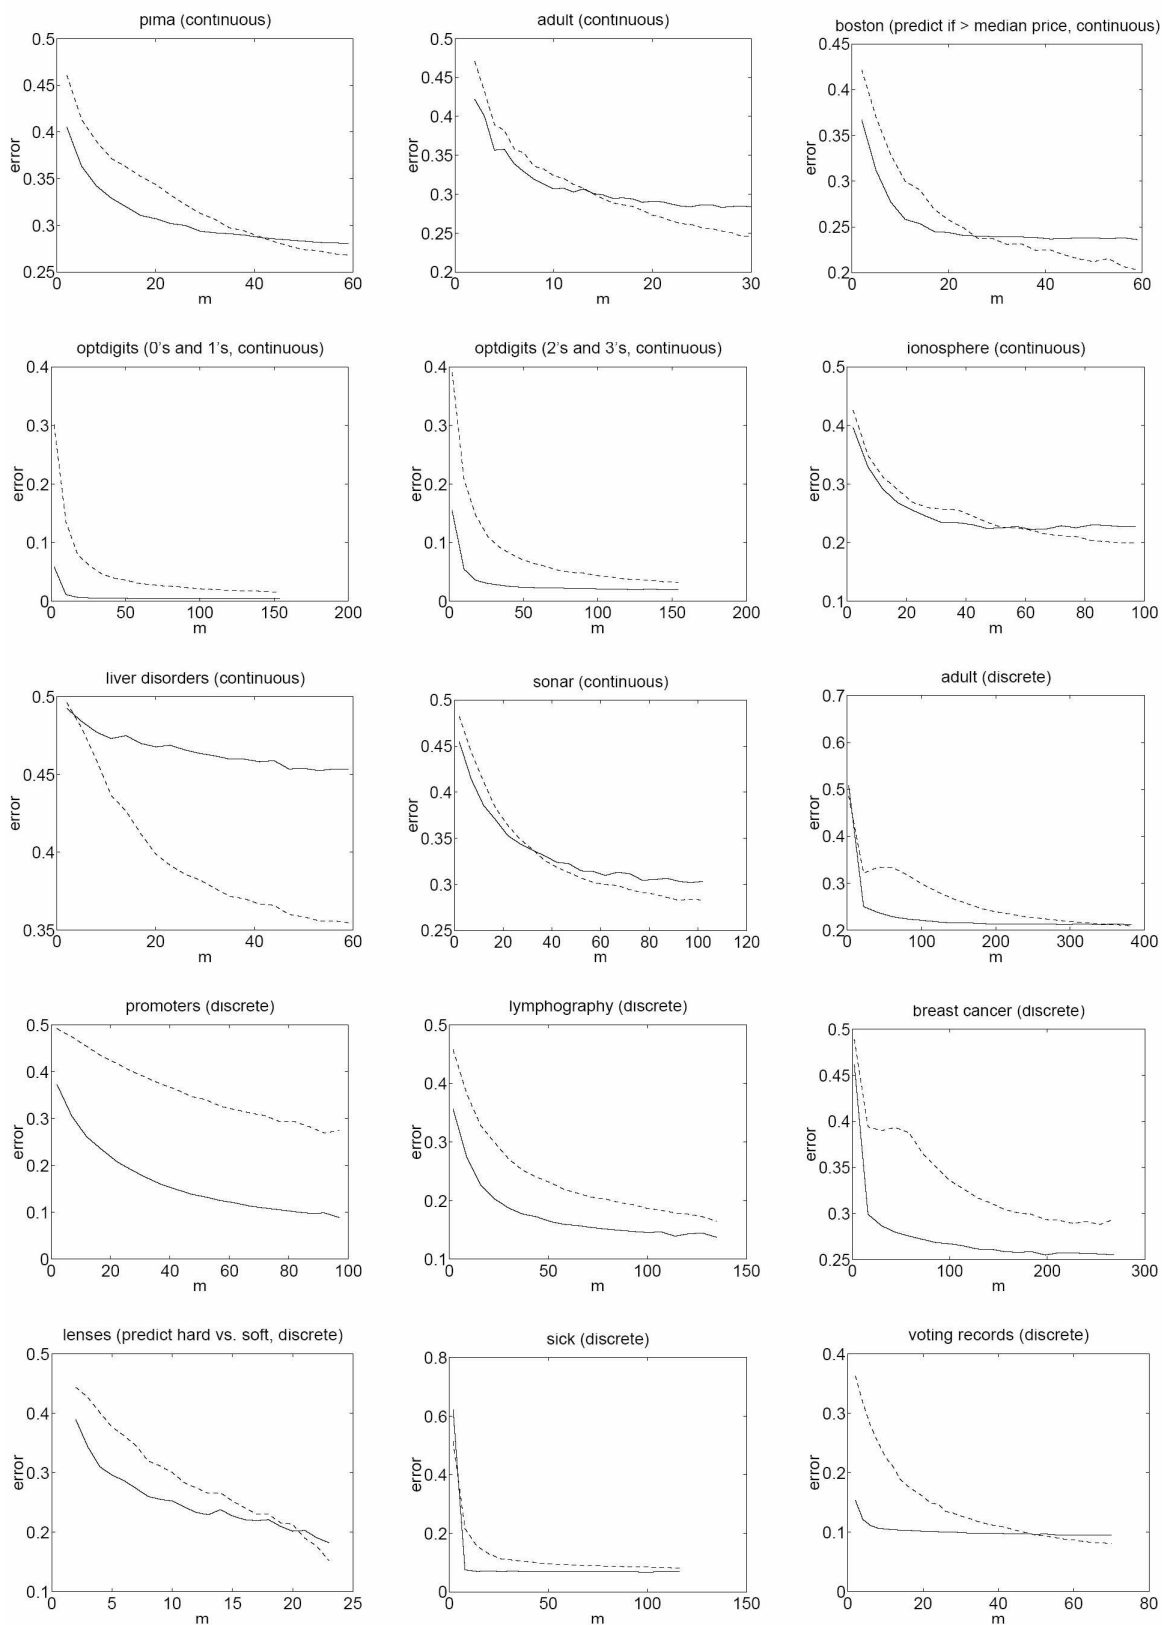 pima (continuous)
0.5
0.45
0.4
0.35
0.3
0.25
error
0 20 40 60
m
adult (continuous)
0.5
0.45
0.4
0.35
0.3
0.25
0.2
error
0 10 20 30
m
boston (predict if > median price, continuous)
0.45
0.4
0.35
0.3
0.25
0.2
error
0 20 40 60
m
optdigits (0's and 1's, continuous)
0.4
0.3
0.2
0.1
0
error
0 50 100 150 200
m
optdigits (2's and 3's, continuous)
0.4
0.3
0.2
0.1
0
error
0 50 100 150 200
m
ionosphere (continuous)
0.5
0.4
0.3
0.2
0.1
error
0 20 40 60 80 100
m
liver disorders (continuous)
0.5
0.45
0.4
0.35
error
0 20 40 60
m
sonar (continuous)
0.5
0.45
0.4
0.35
0.3
0.25
error
0 20 40 60 80 100 120
m
adult (discrete)
0.7
0.6
0.5
0.4
0.3
0.2
error
0 100 200 300 400
m
promoters (discrete)
0.5
0.4
0.3
0.2
0.1
0
error
0 20 40 60 80 100
m
lymphography (discrete)
0.5
0.4
0.3
0.2
0.1
error
0 50 100 150
m
breast cancer (discrete)
0.5
0.45
0.4
0.35
0.3
0.25
error
0 100 200 300
m
lenses (predict hard vs. soft, discrete)
0.5
0.4
0.3
0.2
0.1
error
0 5 10 15 20 25
m
sick (discrete)
0.8
0.6
0.4
0.2
0
error
0 50 100 150
m
voting records (discrete)
0.4
0.3
0.2
0.1
0
error
0 20 40 60 80
m